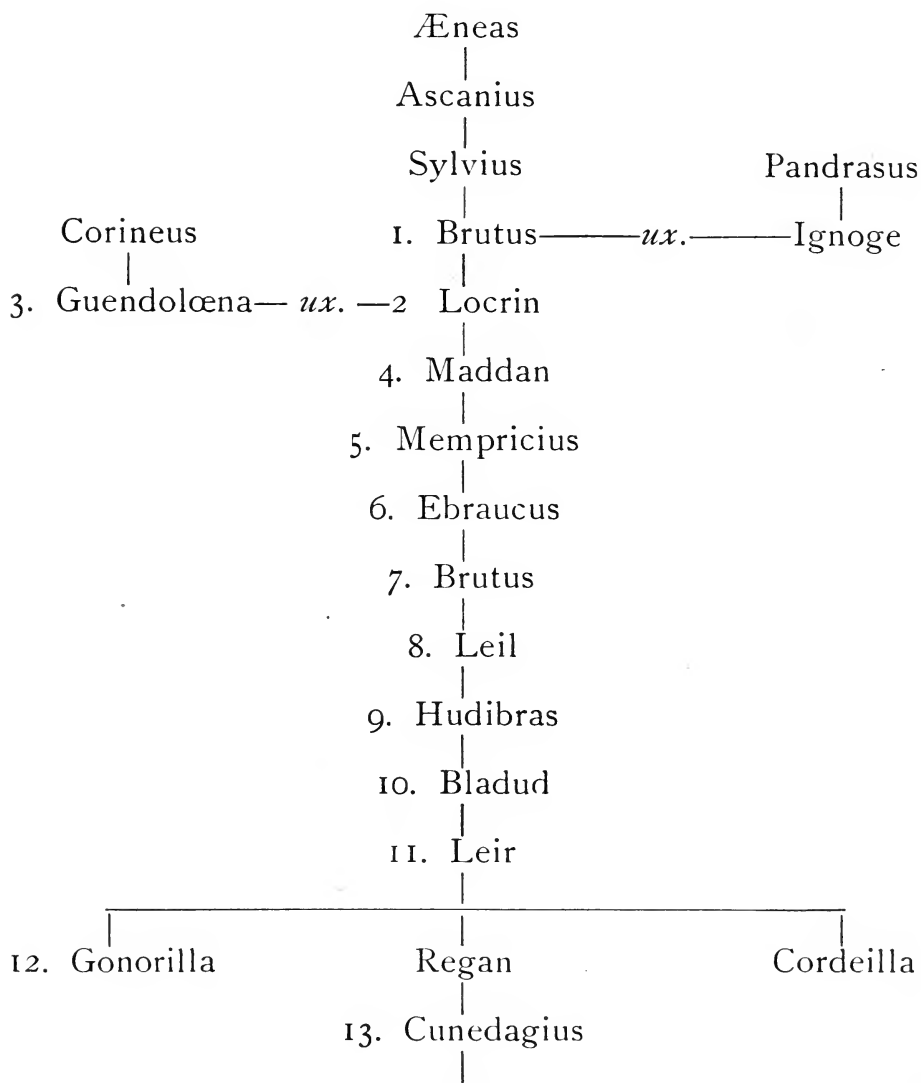 Æneas
Ascanius
Sylvius Pandrasus
Corineus 1. Brutus——ux.——Ignoge
3. Guendolœna— ux. —2 Locrin
4. Maddan
5. Mempricius
6. Ebraucus
7. Brutus
8. Leil
9. Hudibras
10. Bladud
11. Leir
12. Gonorilla Regan Cordeilla
13. Cunedagius